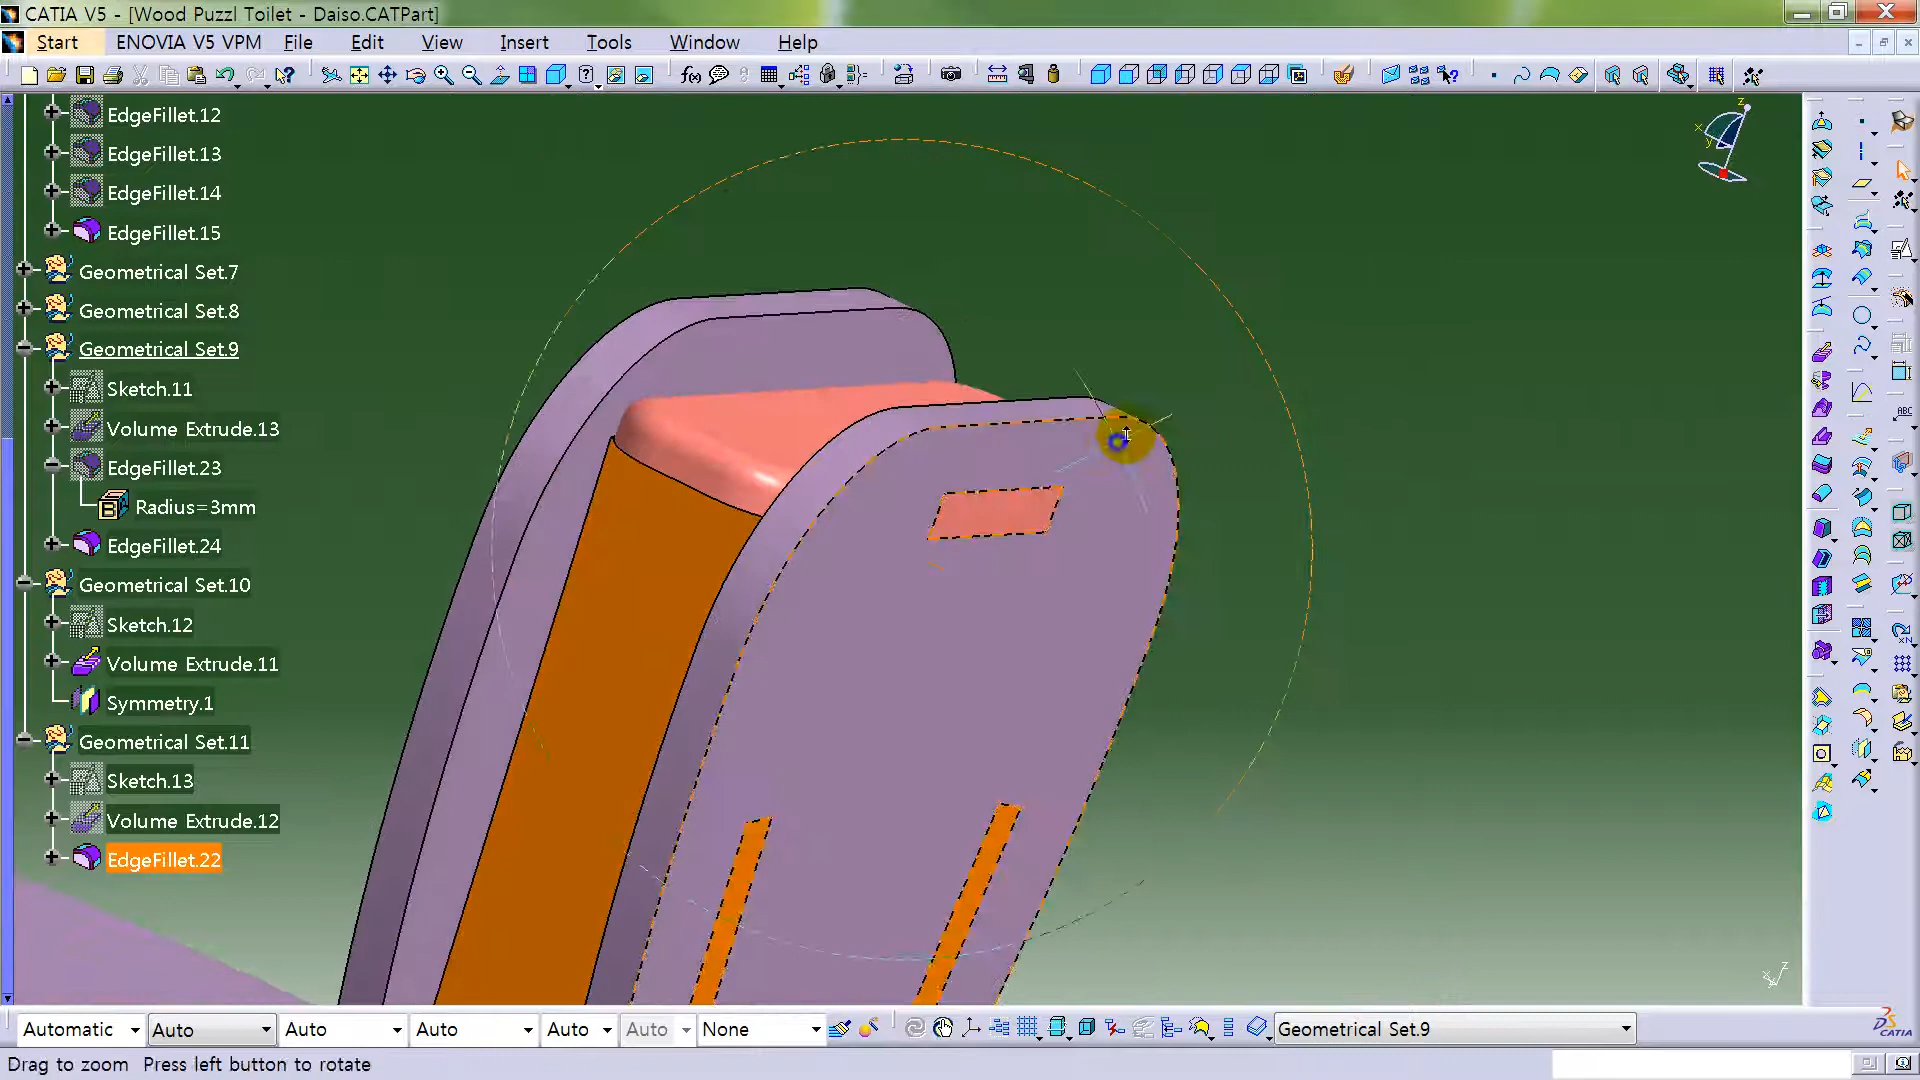 CATIA V5 - [Wood Puzzl Toilet - Daiso.CATPart]
Start ENOVIA V5 VPM File Edit View Insert Tools Window Help
EdgeFillet.12
EdgeFillet.13
EdgeFillet.14
EdgeFillet.15
Geometrical Set.7
Geometrical Set.8
Geometrical Set.9
Sketch.11
Volume Extrude.13
EdgeFillet.23
Radius=3mm
EdgeFillet.24
Geometrical Set.10
Sketch.12
Volume Extrude.11
Symmetry.1
Geometrical Set.11
Sketch.13
Volume Extrude.12
EdgeFillet.22
Automatic Auto Auto Auto Auto Auto None Geometrical Set.9
Drag to zoom Press left button to rotate